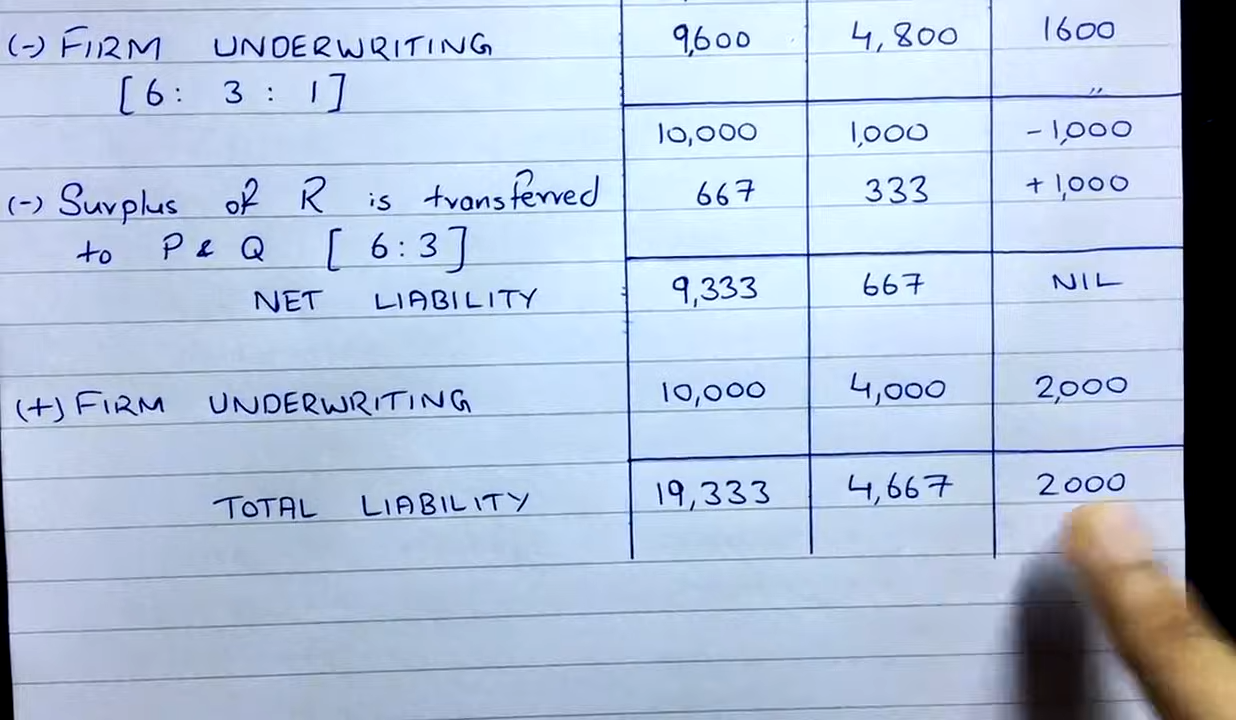 (-) FIRM UNDERWRITING 9,600 4,800 1600
[6: 3 : 1] "
10,000 1,000 -1,000
(-) Surplus of R is transferred 667 333 +1,000
to P & Q [6:3]
NET LIABILITY 9,333 667 NIL
(+) FIRM UNDERWRITING 10,000 4,000 2,000
TOTAL LIABILITY 19,333 4,667 2000